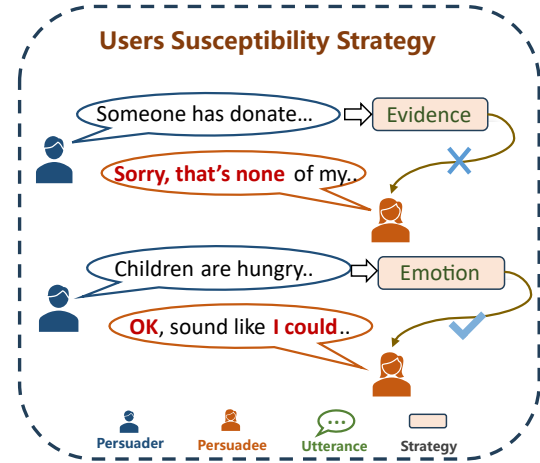 Users Susceptibility Strategy
Someone has donate...
Evidence
Sorry, that's none of my..
Children are hungry..
Emotion
OK, sound like I could..
Persuader
Persuadee
Utterance
Strategy